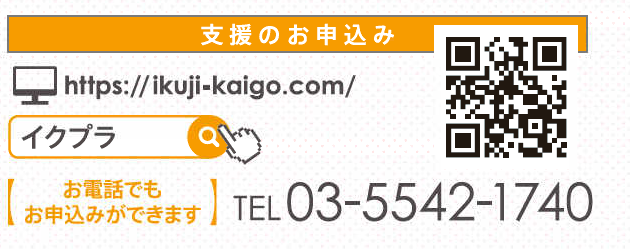 支援のお申込み
https://ikuji-kaigo.com/
イクプラ
【お電話でも
お申込みができます】
TEL 03-5542-1740